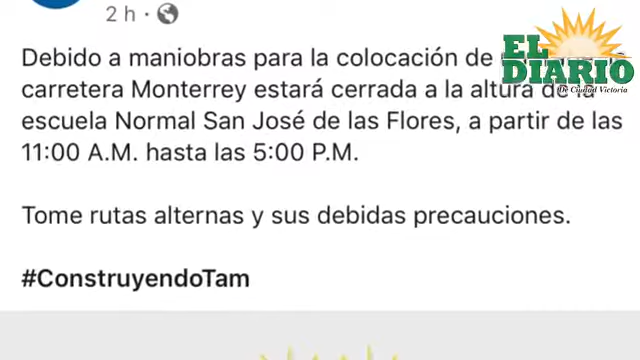 2 h ·
Debido a maniobras para la colocación de
carretera Monterrey estará cerrada a la altura de la
escuela Normal San José de las Flores, a partir de las
11:00 A.M. hasta las 5:00 P.M.
Tome rutas alternas y sus debidas precauciones.
#ConstruyendoTam
EL
DIARIO
De Ciudad Victoria